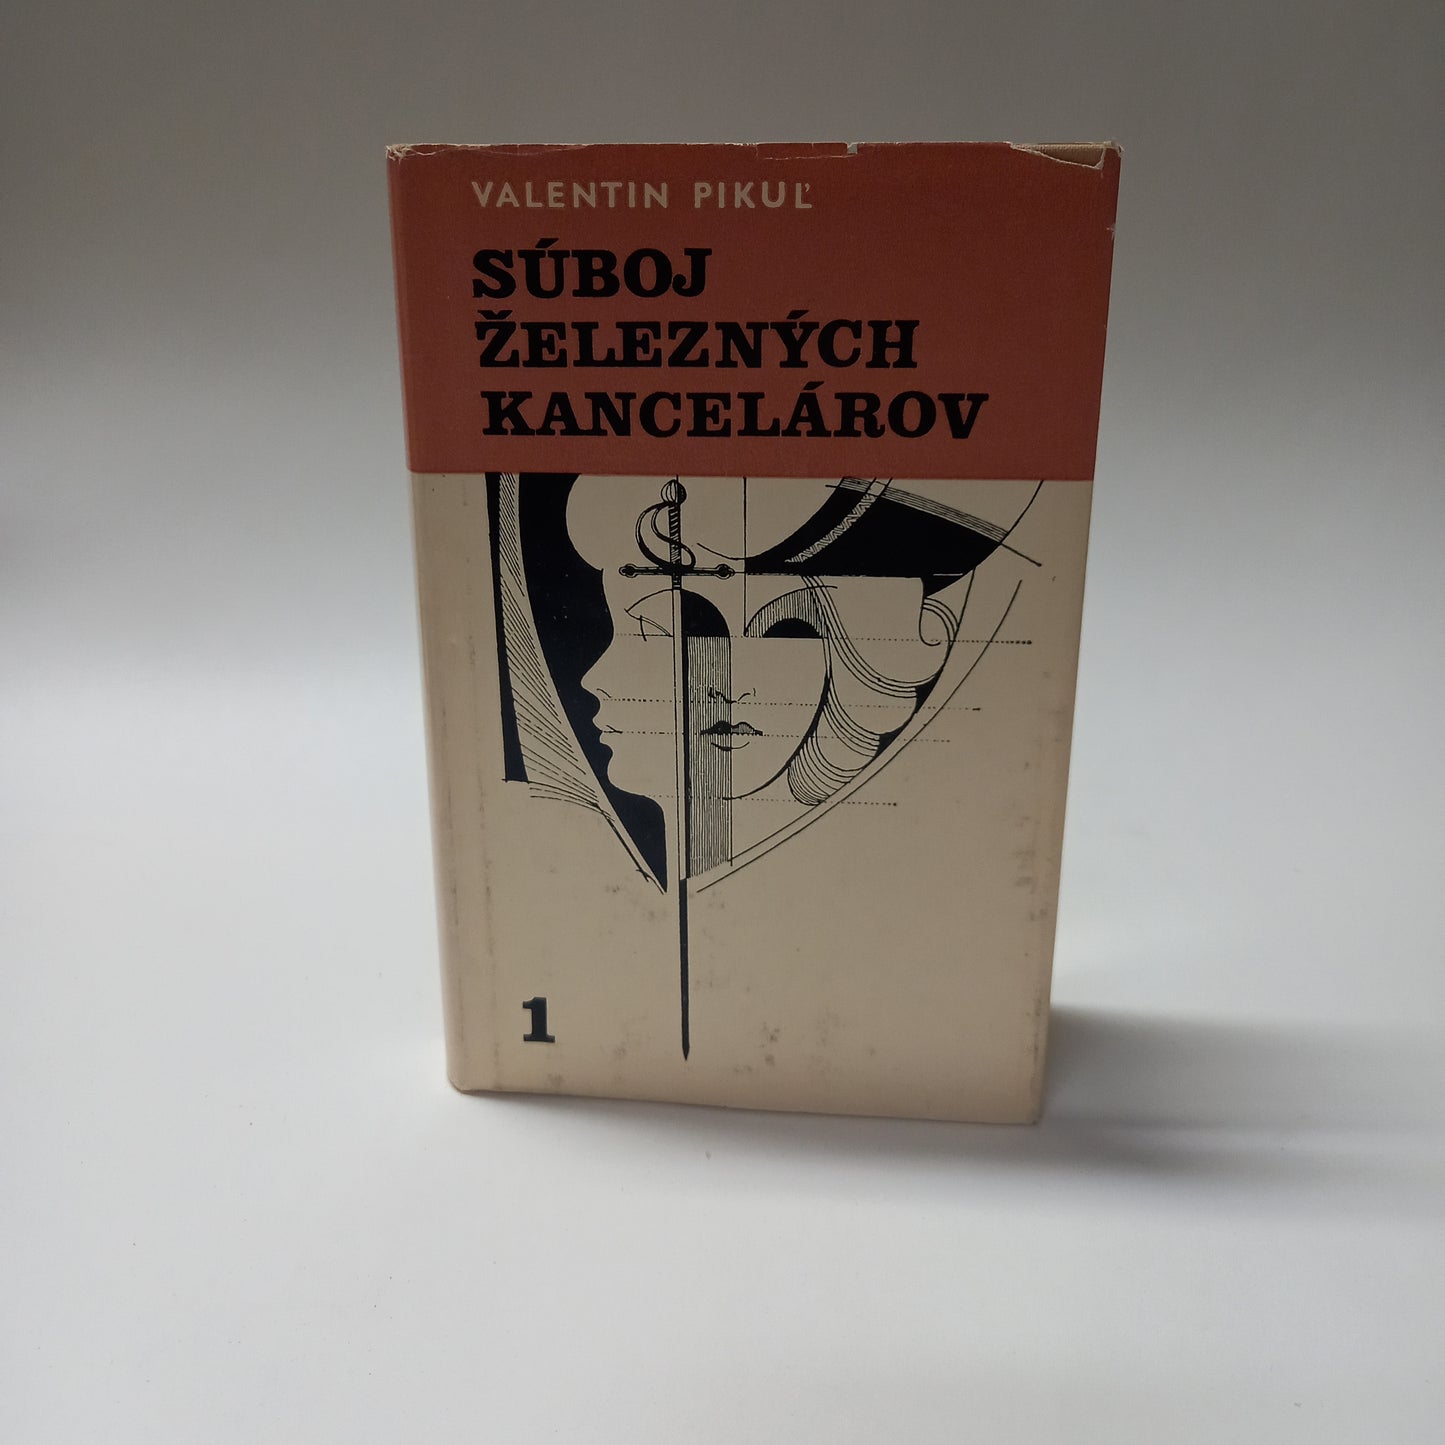 VALENTIN PIKUĽ
SÚBOJ
ŽELEZNÝCH
KANCELÁROV
1